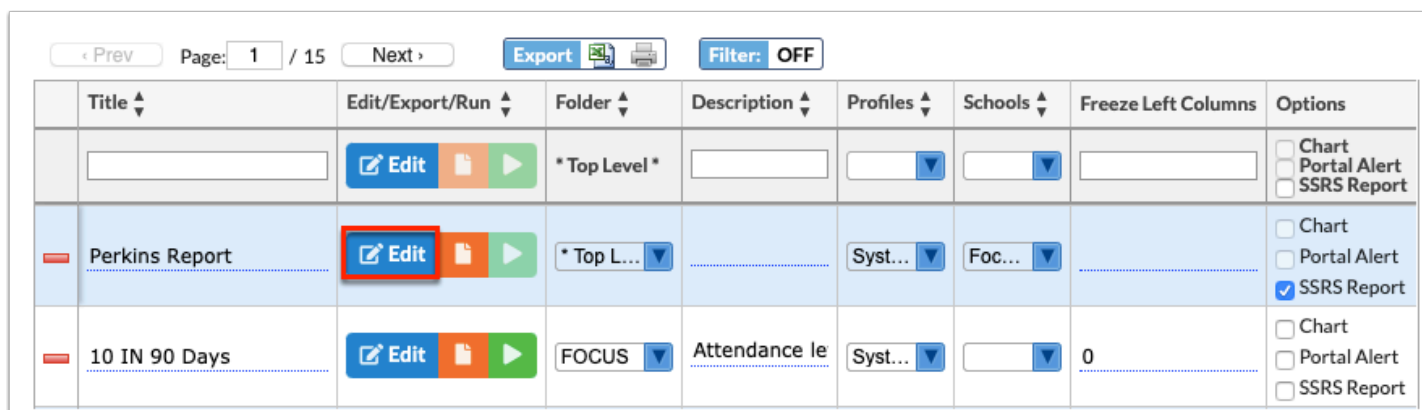 ‹ Prev Page: 1 / 15 Next › Export Filter: OFF
Title Edit/Export/Run Folder Description Profiles Schools Freeze Left Columns Options
Edit * Top Level * Chart
Portal Alert
SSRS Report
Perkins Report Edit * Top L... Syst... Foc... Chart
Portal Alert
SSRS Report
10 IN 90 Days Edit FOCUS Attendance le Syst... 0 Chart
Portal Alert
SSRS Report